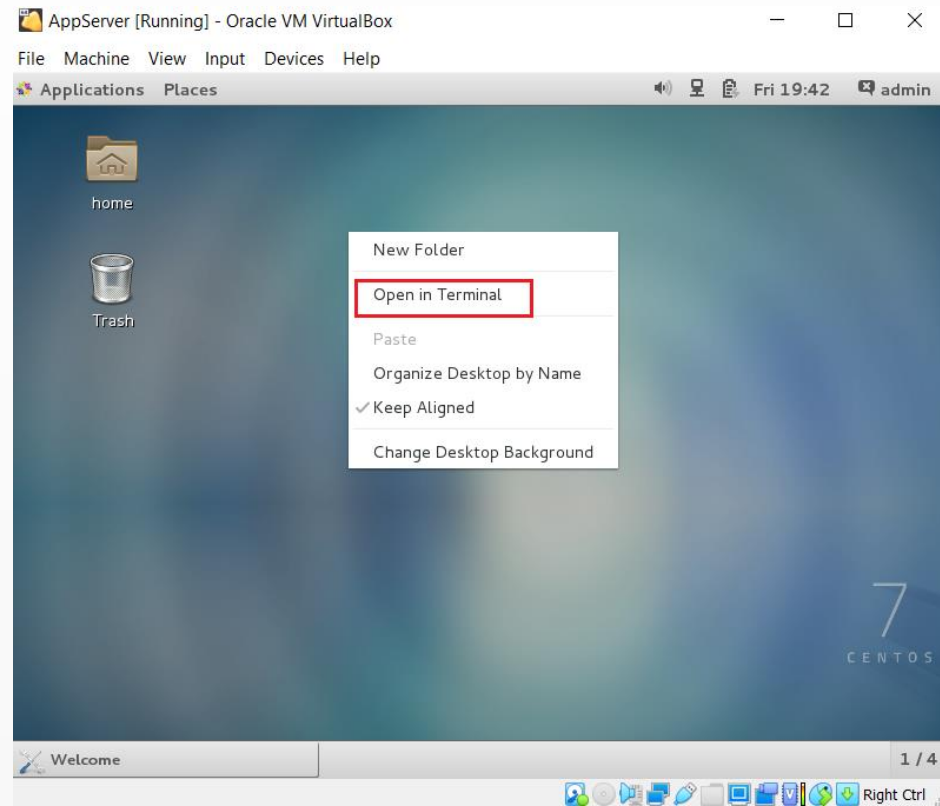 AppServer [Running] - Oracle VM VirtualBox
File Machine View Input Devices Help
Applications Places Fri 19:42 admin
home
Trash
New Folder
Open in Terminal
Paste
Organize Desktop by Name
Keep Aligned
Change Desktop Background
7
CENTOS
Welcome 1 / 4
Right Ctrl